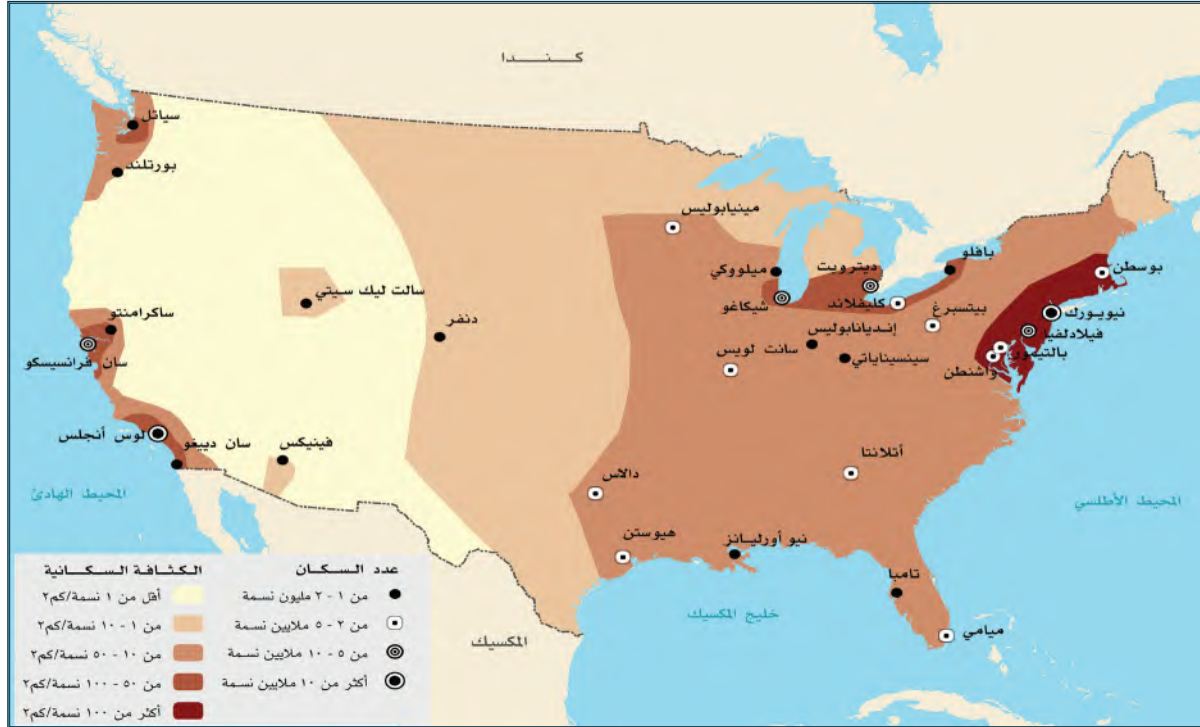 كـــنـــدا
سياتل
بورتلند
مينيابوليس
ميلووكي
ديترويت
بافلو
بوسطن
شيكاغو
كليفلاند
بيتسبرغ
نيويورك
فيلادلفيا
بالتيمور
واشنطن
سالت ليك سيتي
ساكرامنتو
دنفر
إنديانابوليس
سان فرانسيسكو
سانت لويس
سينسيناياتي
لوس أنجلس
سان دييغو
فينيكس
أتلانتا
دالاس
المحيط الهادئ
المحيط الأطلسي
هيوستن
نيو أورليانز
تامبا
خليج المكسيك
المكسيك
ميامي
عدد السكان
من ١ - ٢ مليون نسمة
من ٢ - ٥ ملايين نسمة
من ٥ - ١٠ ملايين نسمة
أكثر من ١٠ ملايين نسمة
الكثافة السكانية
أقل من ١ نسمة/كم٢
من ١ - ١٠ نسمة/كم٢
من ١٠ - ٥٠ نسمة/كم٢
من ٥٠ - ١٠٠ نسمة/كم٢
أكثر من ١٠٠ نسمة/كم٢